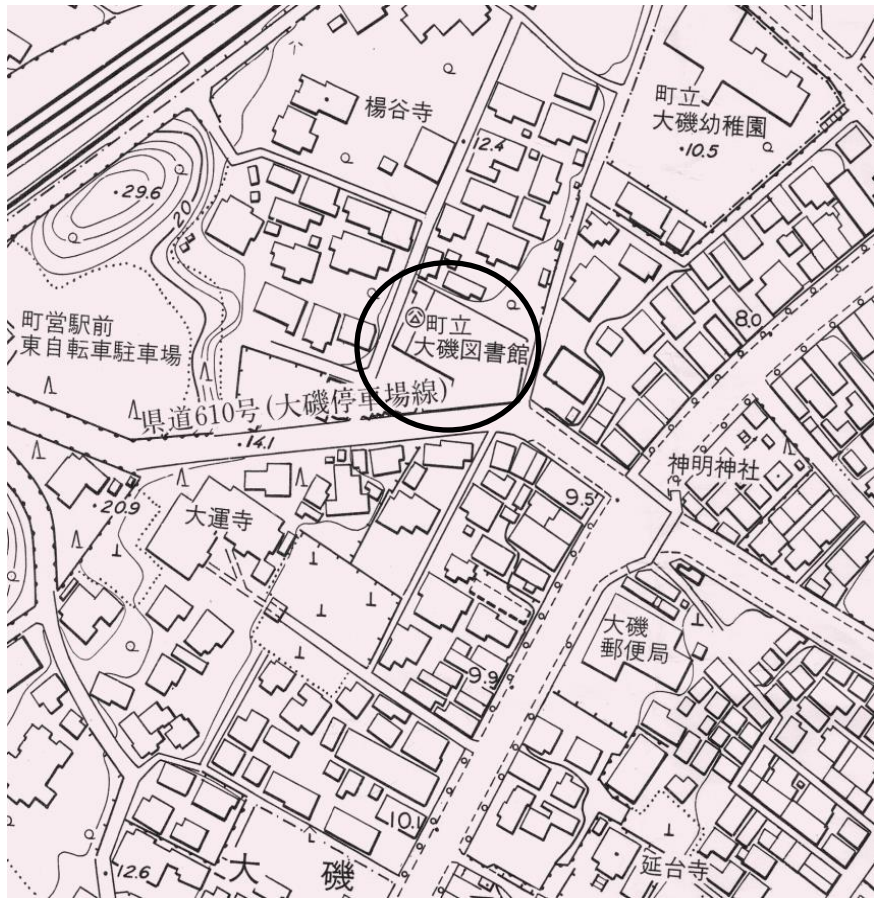 楊谷寺
町立
大磯幼稚園
12.4
10.5
29.6
20
町営駅前
東自転車駐車場
公
町立
大磯図書館
8.0
県道610号(大磯停車場線)
14.1
神明神社
9.5
20.9
大運寺
大磯
郵便局
9.9
10.1
12.6
大磯
延台寺